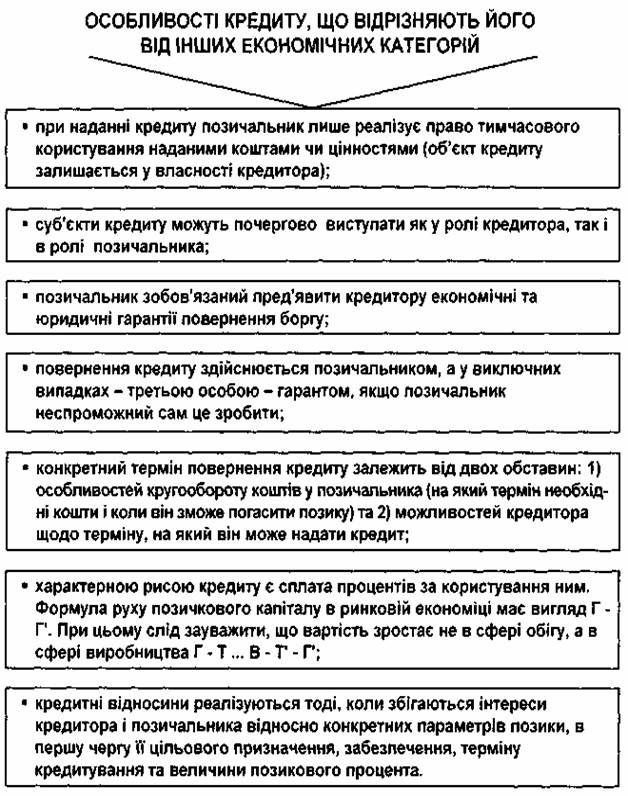 ОСОБЛИВОСТІ КРЕДИТУ, ЩО ВІДРІЗНЯЮТЬ ЙОГО
ВІД ІНШИХ ЕКОНОМІЧНИХ КАТЕГОРІЙ
▪ при наданні кредиту позичальник лише реалізує право тимчасового
користування наданими коштами чи цінностями (об'єкт кредиту
залишається у власності кредитора);
▪ суб'єкти кредиту можуть почергово виступати як у ролі кредитора, так і
в ролі позичальника;
▪ позичальник зобов'язаний пред'явити кредитору економічні та
юридичні гарантії повернення боргу;
▪ повернення кредиту здійснюється позичальником, а у виключних
випадках – третьою особою – гарантом, якщо позичальник
неспроможний сам це зробити;
▪ конкретний термін повернення кредиту залежить від двох обставин: 1)
особливостей кругообороту коштів у позичальника (на який термін необхід-
ні кошти і коли він зможе погасити позику) та 2) можливостей кредитора
щодо терміну, на який він може надати кредит;
▪ характерною рисою кредиту є сплата процентів за користування ним.
Формула руху позичкового капіталу в ринковій економіці має вигляд Г -
Г'. При цьому слід зауважити, що вартість зростає не в сфері обігу, а в
сфері виробництва Г - Т ... В - Т' - Г';
▪ кредитні відносини реалізуються тоді, коли збігаються інтереси
кредитора і позичальника відносно конкретних параметрів позики, в
першу чергу її цільового призначення, забезпечення, терміну
кредитування та величини позикового процента.